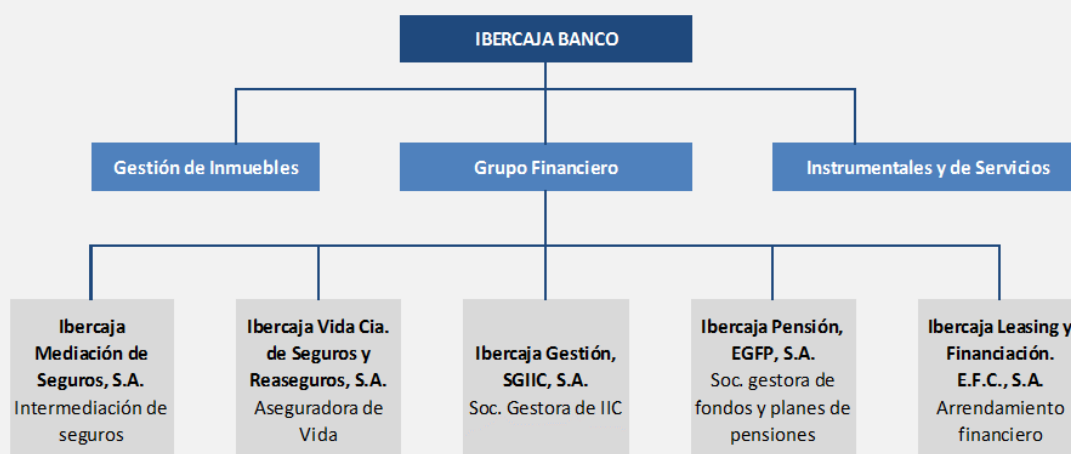 IBERCAJA BANCO
Gestión de Inmuebles
Grupo Financiero
Instrumentales y de Servicios
Ibercaja
Mediación de
Seguros, S.A.
Intermediación de
seguros
Ibercaja Vida Cia.
de Seguros y
Reaseguros, S.A.
Aseguradora de
Vida
Ibercaja Gestión,
SGIIC, S.A.
Soc. Gestora de IIC
Ibercaja Pensión,
EGFP, S.A.
Soc. gestora de
fondos y planes de
pensiones
Ibercaja Leasing y
Financiación.
E.F.C., S.A.
Arrendamiento
financiero